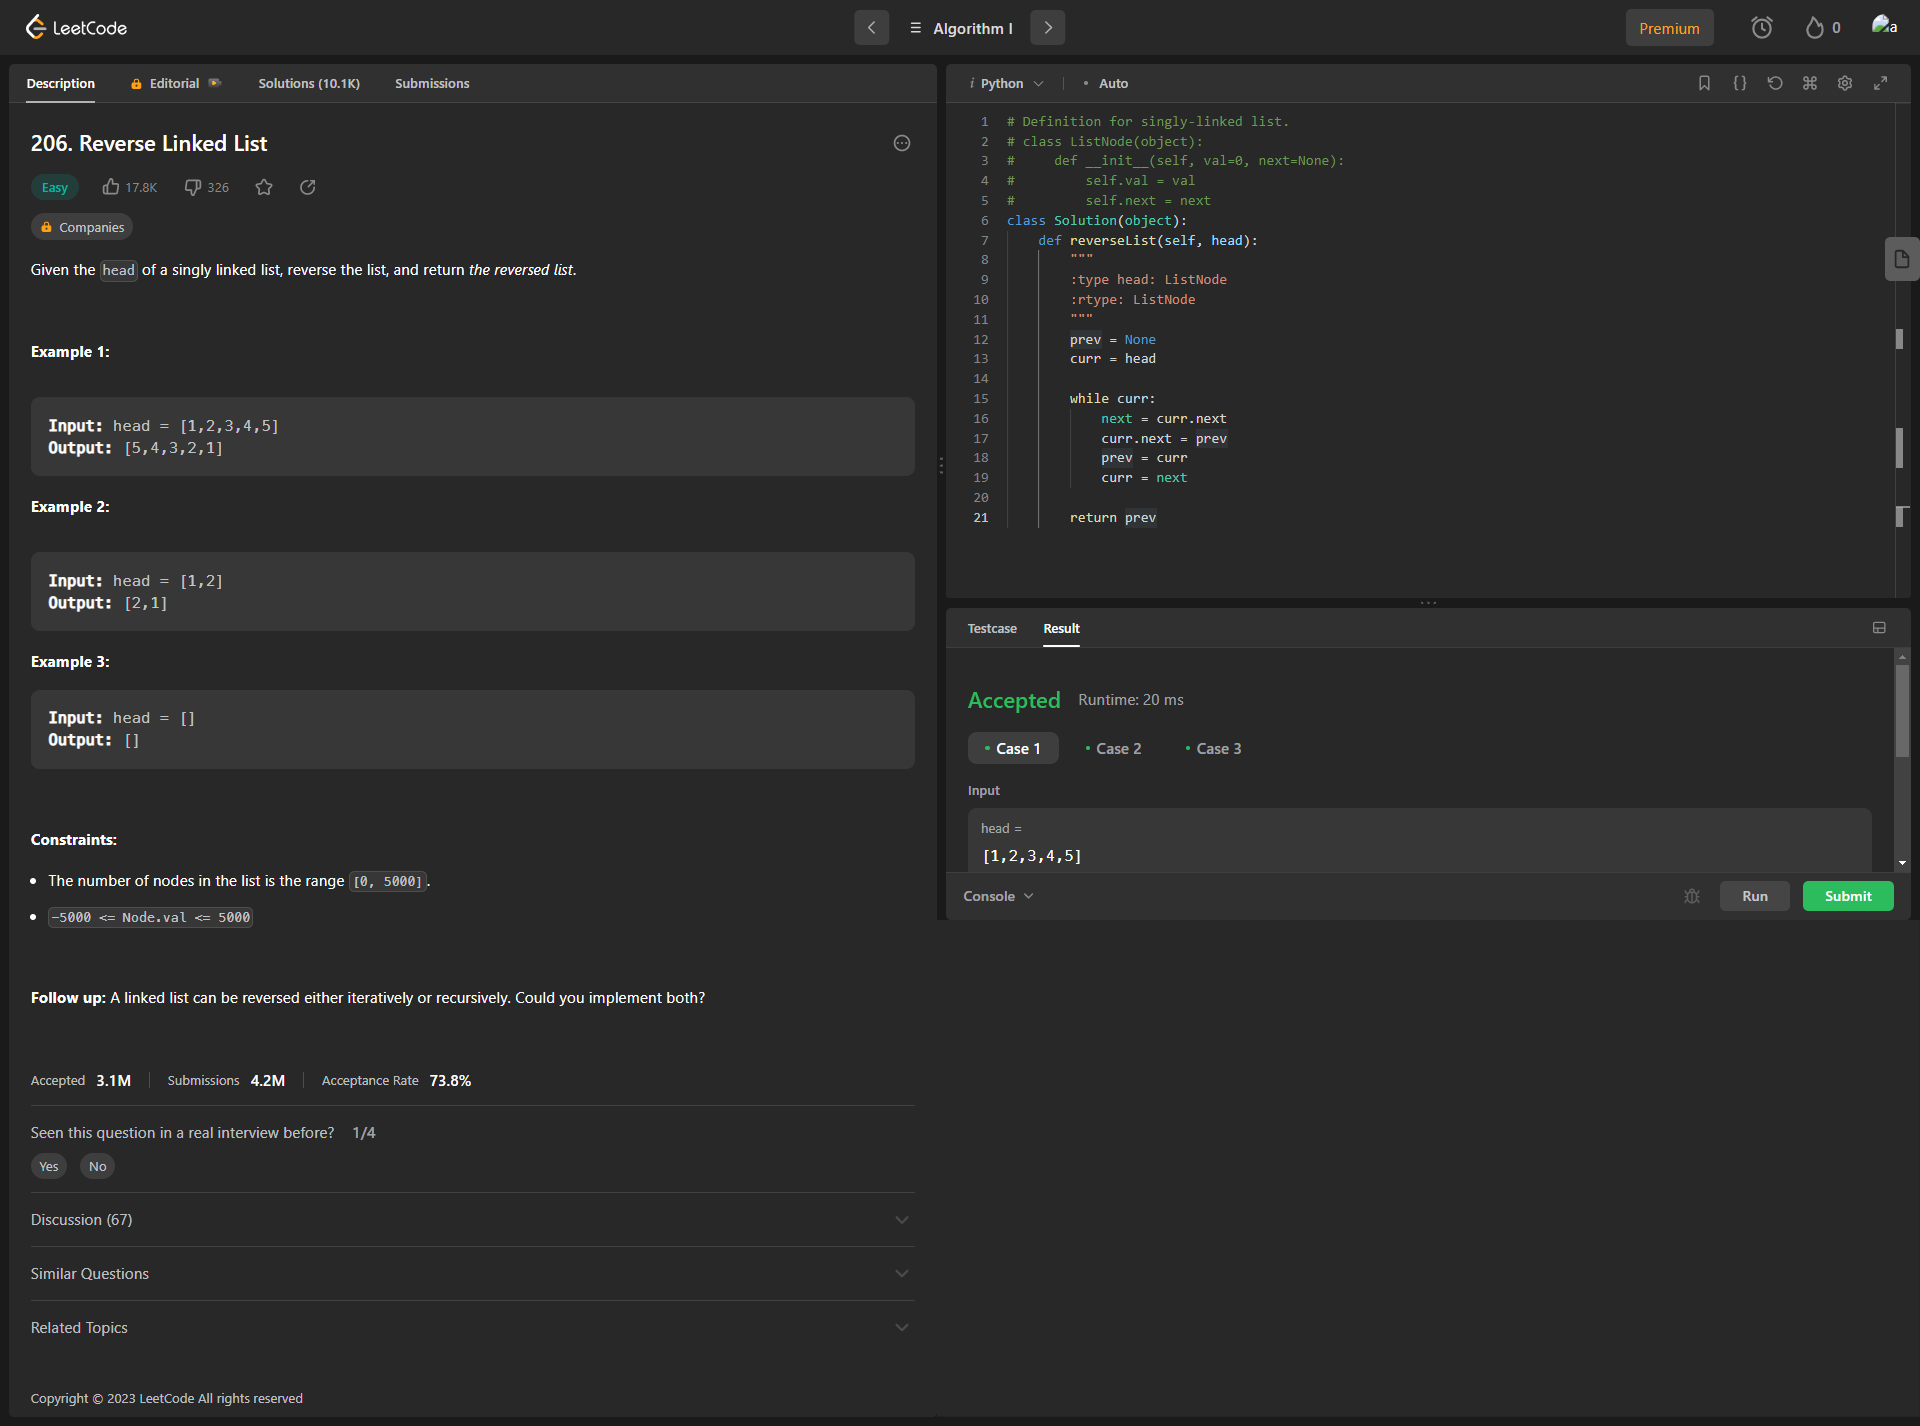 LeetCode
Algorithm I
Premium
0
a
Description
Editorial
Solutions (10.1K)
Submissions
206. Reverse Linked List
Easy
17.8K
326
Companies
Given the head of a singly linked list, reverse the list, and return the reversed list.
Example 1:
Input: head = [1,2,3,4,5]
Output: [5,4,3,2,1]
Example 2:
Input: head = [1,2]
Output: [2,1]
Example 3:
Input: head = []
Output: []
Constraints:
• The number of nodes in the list is the range [0, 5000].
• -5000 <= Node.val <= 5000
Follow up: A linked list can be reversed either iteratively or recursively. Could you implement both?
Accepted 3.1M
Submissions 4.2M
Acceptance Rate 73.8%
Seen this question in a real interview before? 1/4
Yes
No
Discussion (67)
Similar Questions
Related Topics
Copyright © 2023 LeetCode All rights reserved
i Python
• Auto
1 # Definition for singly-linked list.
2 # class ListNode(object):
3 #     def __init__(self, val=0, next=None):
4 #         self.val = val
5 #         self.next = next
6 class Solution(object):
7     def reverseList(self, head):
8         """
9         :type head: ListNode
10         :rtype: ListNode
11         """
12         prev = None
13         curr = head
14
15         while curr:
16             next = curr.next
17             curr.next = prev
18             prev = curr
19             curr = next
20
21         return prev
Testcase
Result
Accepted
Runtime: 20 ms
• Case 1
• Case 2
• Case 3
Input
head =
[1,2,3,4,5]
Console
Run
Submit